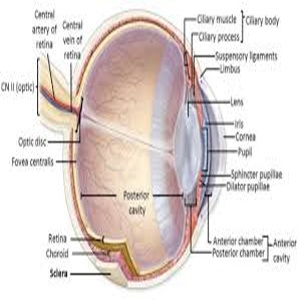 Central
artery of
retina
Central
vein of
retina
CN II (optic)
Optic disc
Fovea centralis
Posterior
cavity
Retina
Choroid
Sclera
Ciliary muscle
Ciliary process
Ciliary body
Suspensory ligaments
Limbus
Lens
Iris
Cornea
Pupil
Sphincter pupillae
Dilator pupillae
Anterior chamber
Posterior chamber
Anterior
cavity